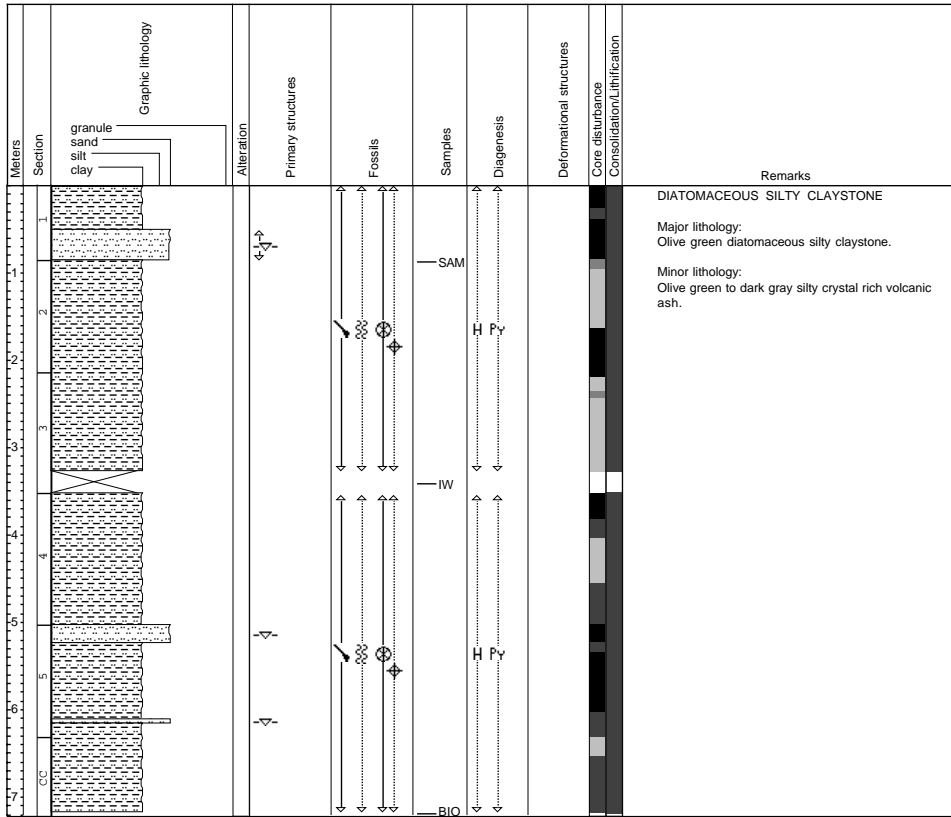 Meters
Section
Graphic lithology
granule
sand
silt
clay
Alteration
Primary structures
Fossils
Samples
Diagenesis
Deformational structures
Core disturbance
Consolidation/Lithification
Remarks
DIATOMACEOUS SILTY CLAYSTONE
Major lithology:
Olive green diatomaceous silty claystone.
Minor lithology:
Olive green to dark gray silty crystal rich volcanic
ash.
1
1
SAM
2
H Py
2
3
3
IW
4
4
5
H Py
5
6
CC
7
BIO